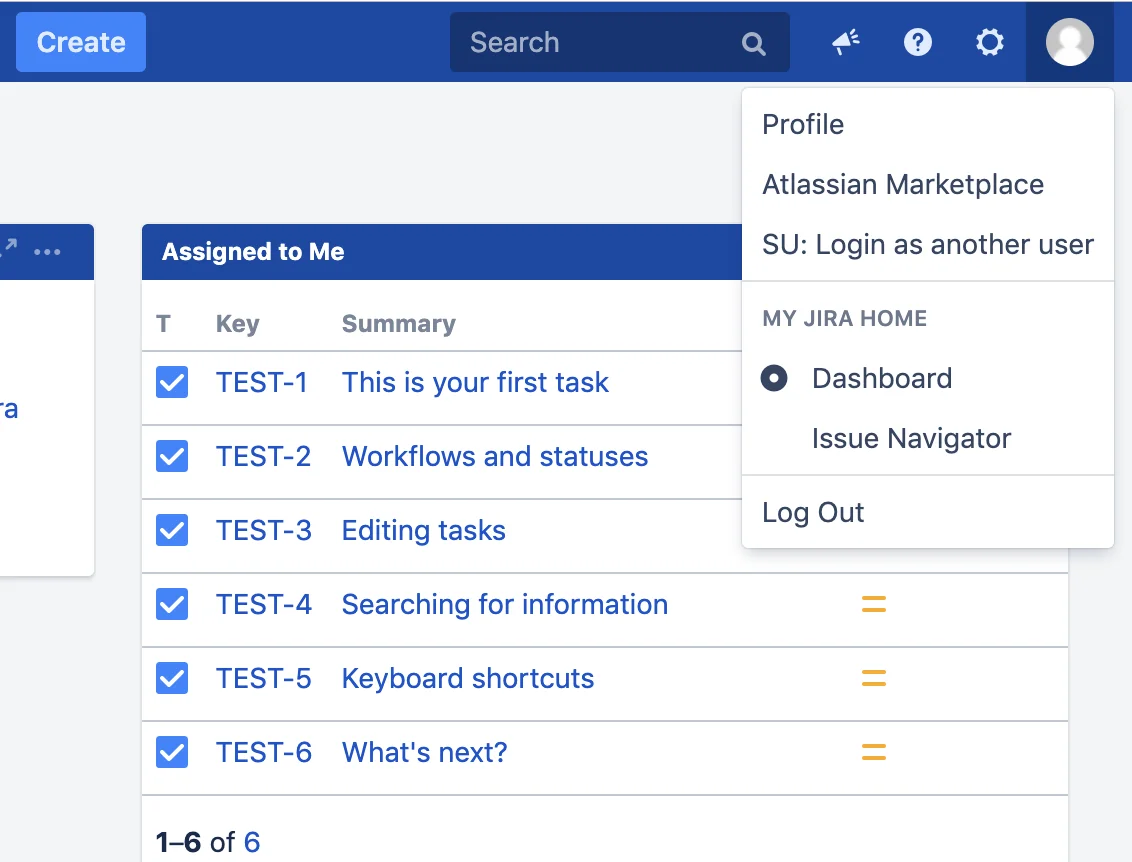 Create
Search
Profile
Atlassian Marketplace
SU: Login as another user
MY JIRA HOME
Dashboard
Issue Navigator
Log Out
ra
Assigned to Me
T Key Summary
TEST-1 This is your first task
TEST-2 Workflows and statuses
TEST-3 Editing tasks
TEST-4 Searching for information
TEST-5 Keyboard shortcuts
TEST-6 What's next?
1–6 of 6